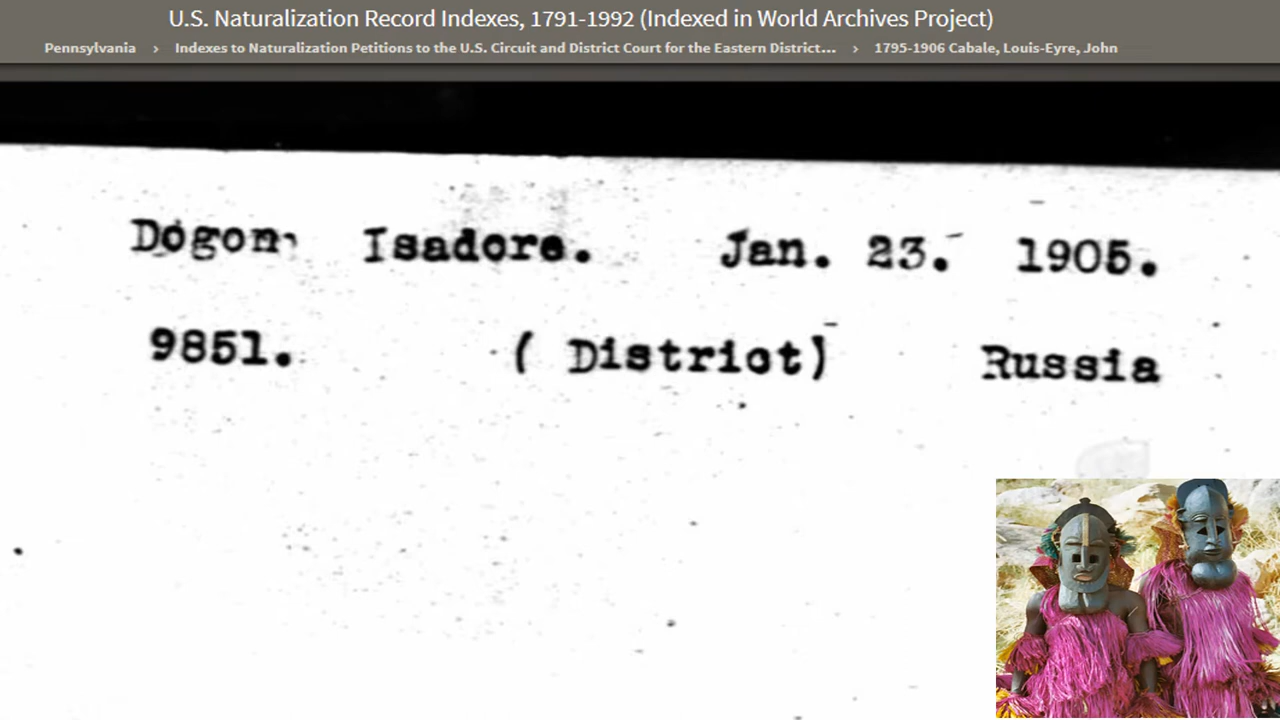 U.S. Naturalization Record Indexes, 1791-1992 (Indexed in World Archives Project)
Pennsylvania › Indexes to Naturalization Petitions to the U.S. Circuit and District Court for the Eastern District... › 1795-1906 Cabale, Louis-Eyre, John
Dogon, Isadore. Jan. 23. 1905.
9851. ( District) Russia